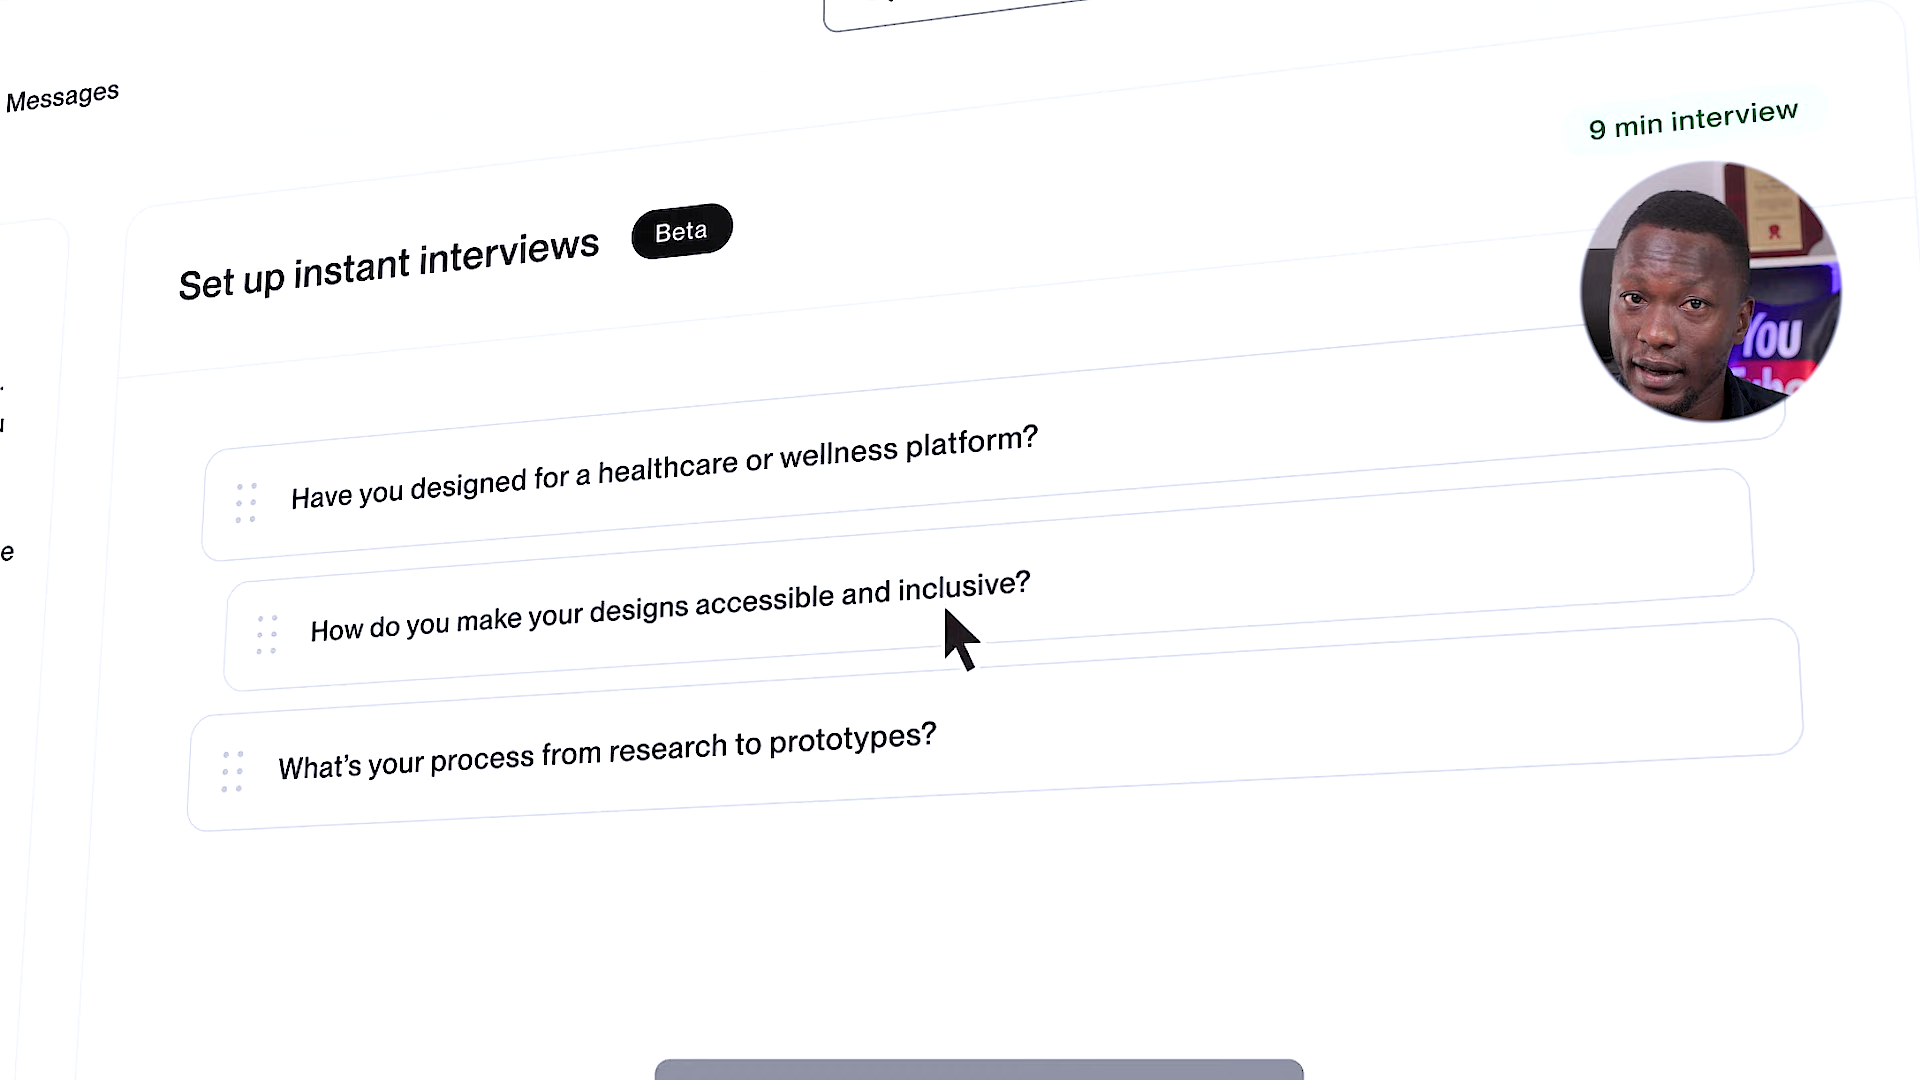 Messages
9 min interview
Set up instant interviews
Beta
You
Have you designed for a healthcare or wellness platform?
How do you make your designs accessible and inclusive?
What's your process from research to prototypes?
e